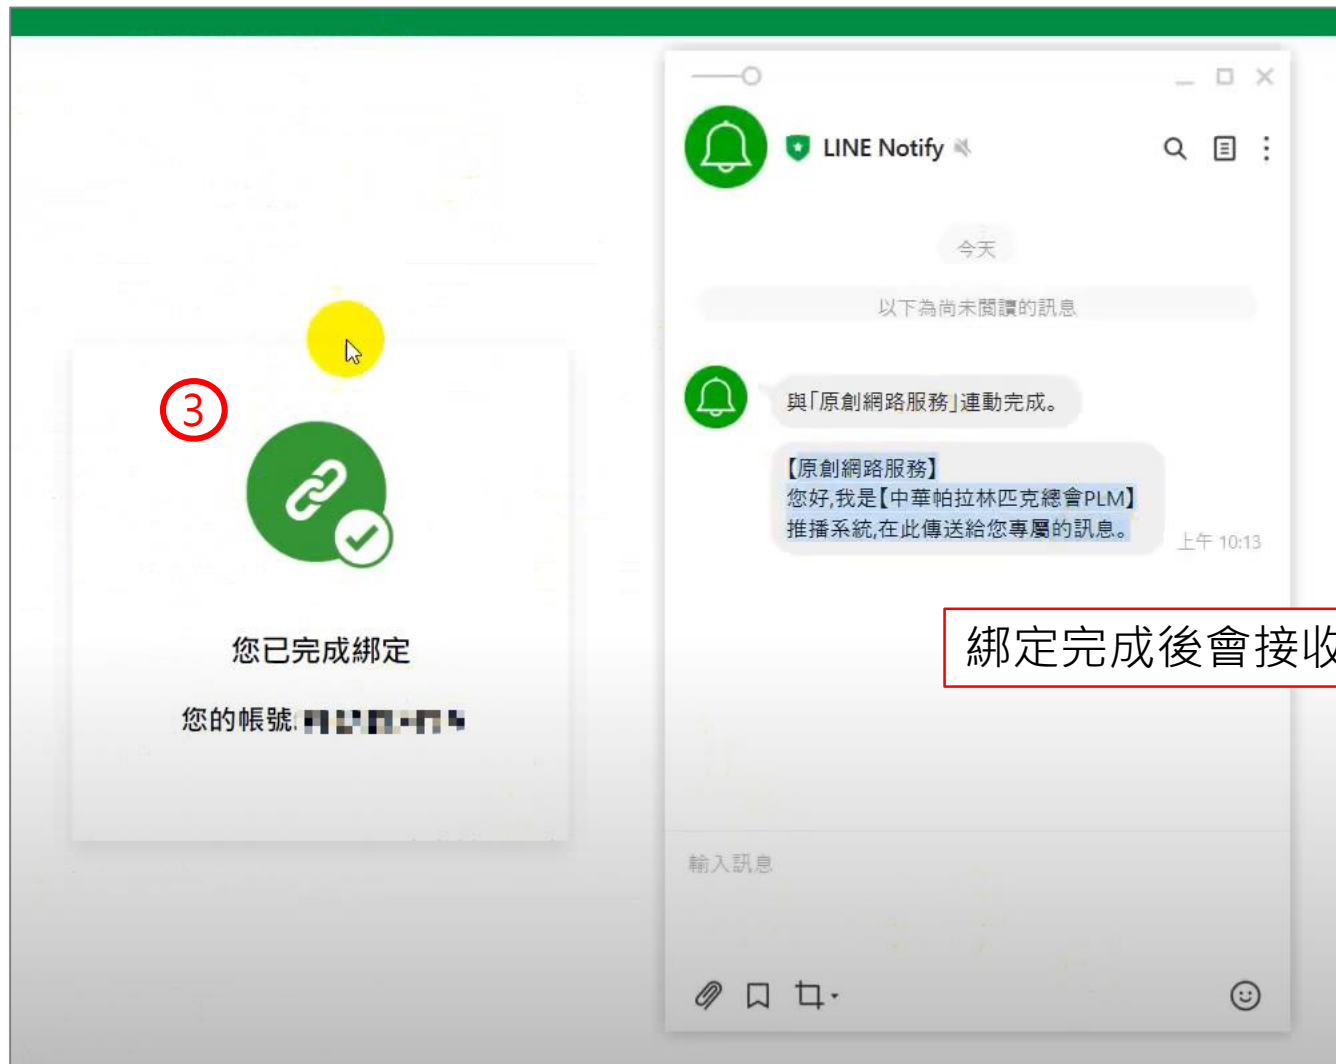 ③
您已完成綁定
您的帳號:
LINE Notify
今天
以下為尚未閱讀的訊息
與「原創網路服務」連動完成。
【原創網路服務】
您好,我是【中華帕拉林匹克總會PLM】
推播系統,在此傳送給您專屬的訊息。
上午 10:13
綁定完成後會接收
輸入訊息